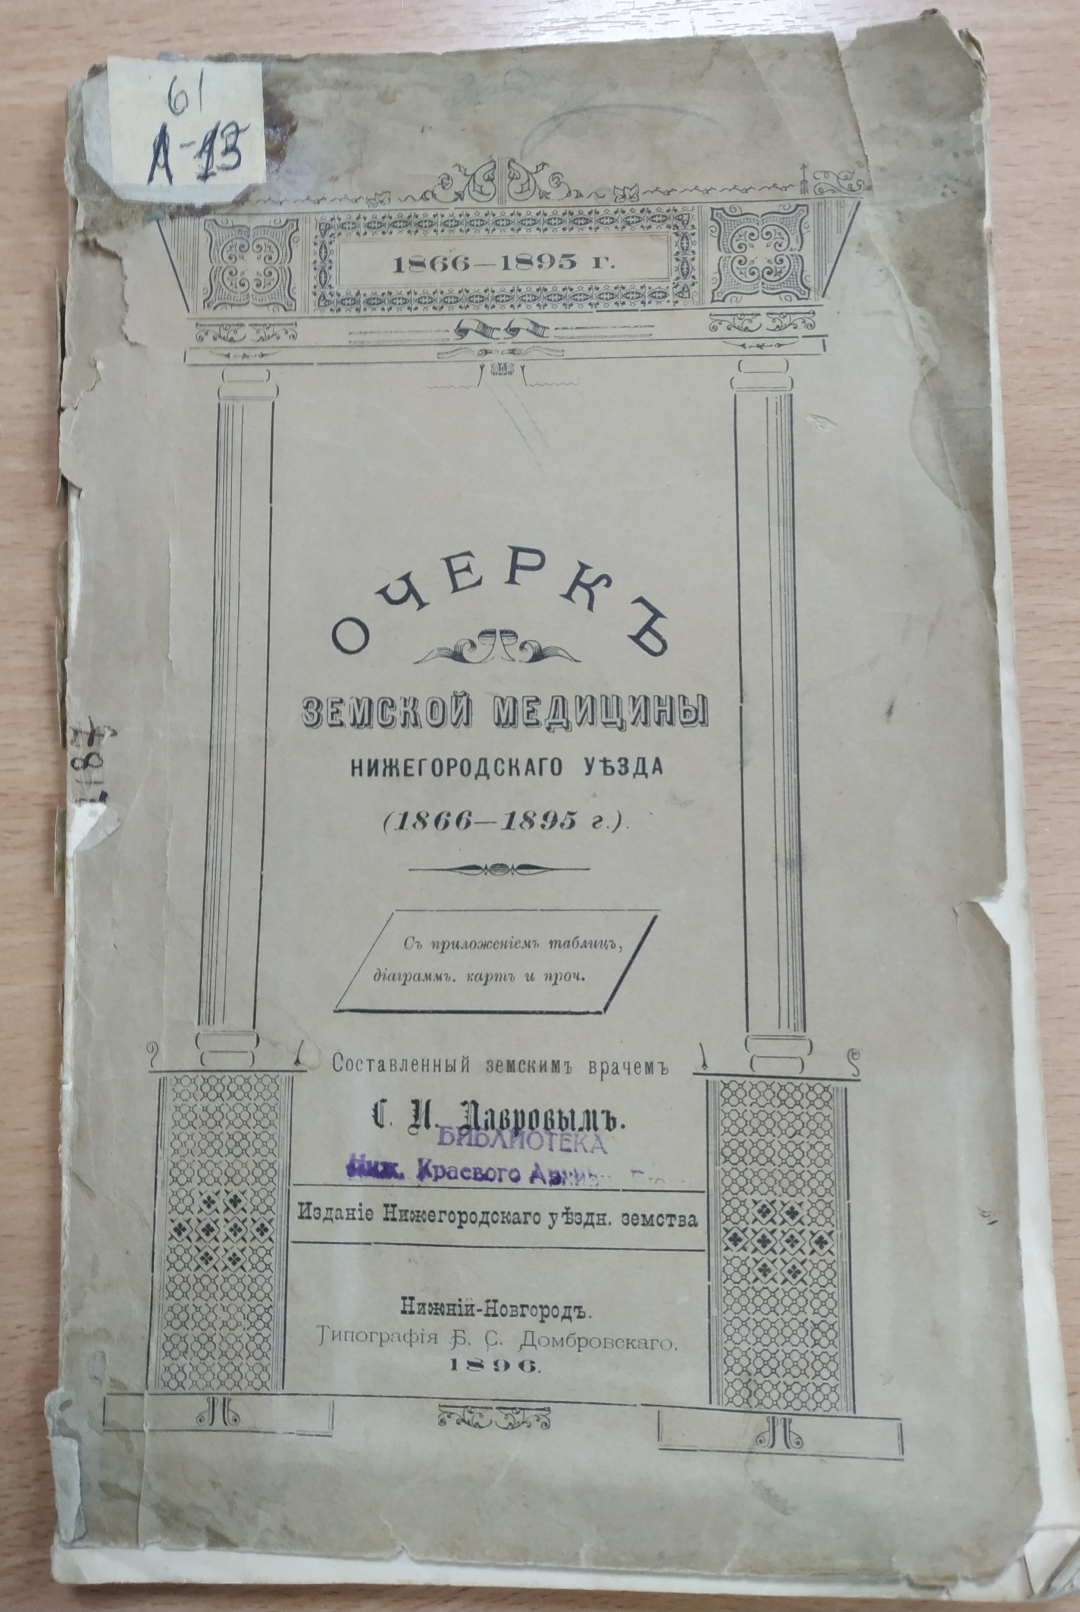 61
Л-13
1866—1895 г.
ОЧЕРКЪ
ЗЕМСКОЙ МЕДИЦИНЫ
НИЖЕГОРОДСКАГО УѢЗДА
(1866—1895 г.).
Съ приложеніемъ таблицъ,
діаграммъ. картъ и проч.
Составленный земскимъ врачемъ
С. И. Лавровымъ.
БИБЛИОТЕКА
Ниж. Краевого
Изданіе Нижегородскаго уѣздн. земства
Нижній-Новгородъ.
Типографія Б. С. Домбровскаго.
1896.
2187